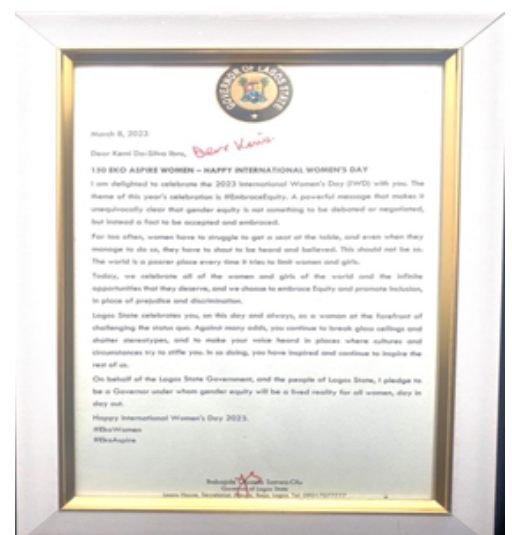 GOVERNOR OF LAGOS STATE
March 8, 2023
Dear Kemi Da-Silva Ibru, Dear Kemi
150 EKO ASPIRE WOMEN – HAPPY INTERNATIONAL WOMEN'S DAY
I am delighted to celebrate the 2023 International Women's Day (IWD) with you. The
theme of this year's celebration is #EmbraceEquity. A powerful message that makes it
unequivocally clear that gender equity is not something to be debated or negotiated,
but instead a fact to be accepted and embraced.
Far too often, women have to struggle to get a seat at the table, and even when they
manage to do so, they have to shout to be heard and believed. This should not be so.
The world is a poorer place every time it tries to limit women and girls.
Today, we celebrate all of the women and girls of the world and the infinite
opportunities that they deserve, and we choose to embrace Equity and promote inclusion,
in place of prejudice and discrimination.
Lagos State celebrates you, on this day and always, as a woman at the forefront of
challenging the status quo. Against many odds, you continue to break glass ceilings and
shatter stereotypes, and to make your voice heard in places where cultures and
circumstances try to stifle you. In so doing, you have inspired and continue to inspire the
rest of us.
On behalf of the Lagos State Government, and the people of Lagos State, I pledge to
be a Governor under whom gender equity will be a lived reality for all women, day in
day out.
Happy International Women's Day 2023.
#EkoWomen
#EkoAspire
Babajide Sanwo-Olu
Governor of Lagos State
Lagos House, Secretariat, Ikeja, Lagos. Tel